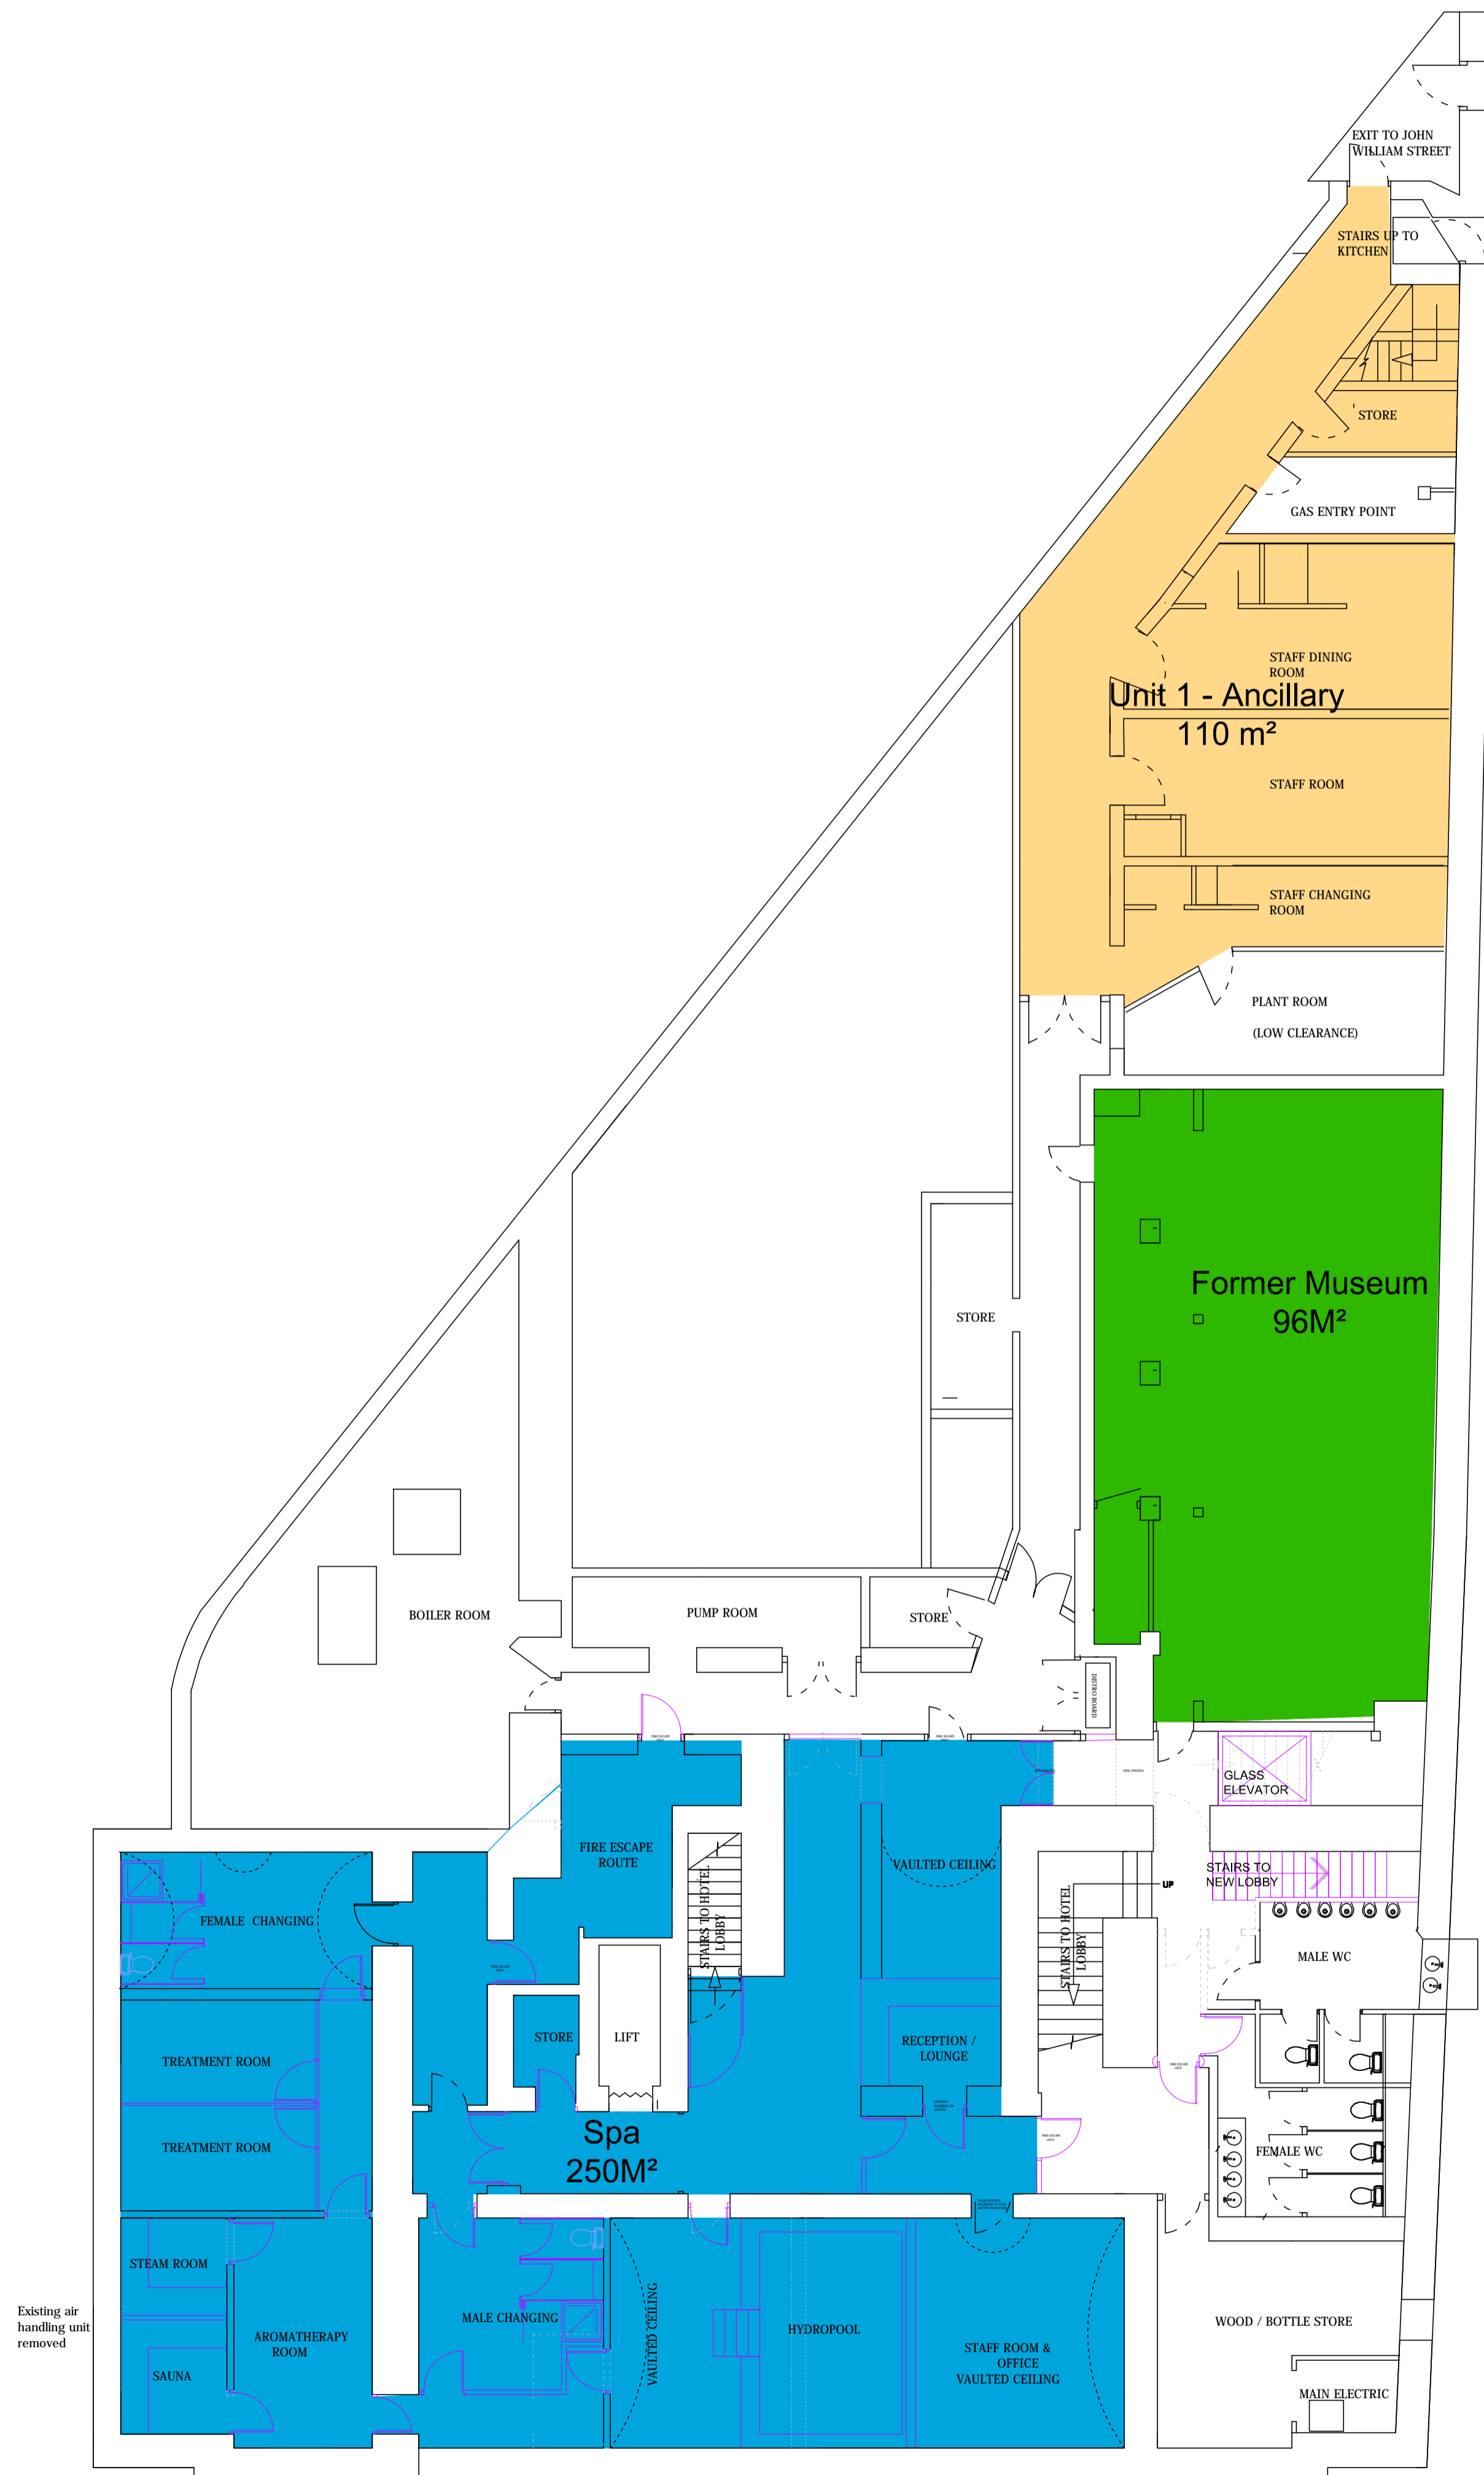 EXIT TO JOHN
WILLIAM STREET
STAIRS UP TO
KITCHEN
STORE
GAS ENTRY POINT
STAFF DINING
ROOM
Unit 1 - Ancillary
110 m²
STAFF ROOM
STAFF CHANGING
ROOM
PLANT ROOM
(LOW CLEARANCE)
Former Museum
96M²
STORE
BOILER ROOM
PUMP ROOM
STORE
DISTRO BOARD
GLASS
ELEVATOR
FIRE ESCAPE
ROUTE
VAULTED CEILING
STAIRS TO HOTEL
LOBBY
STAIRS TO HOTEL
LOBBY
UP
STAIRS TO
NEW LOBBY
FEMALE CHANGING
MALE WC
TREATMENT ROOM
STORE
LIFT
RECEPTION /
LOUNGE
TREATMENT ROOM
Spa
250M²
FEMALE WC
STEAM ROOM
Existing air
handling unit
removed
AROMATHERAPY
ROOM
SAUNA
MALE CHANGING
VAULTED CEILING
HYDROPOOL
STAFF ROOM &
OFFICE
VAULTED CEILING
WOOD / BOTTLE STORE
MAIN ELECTRIC